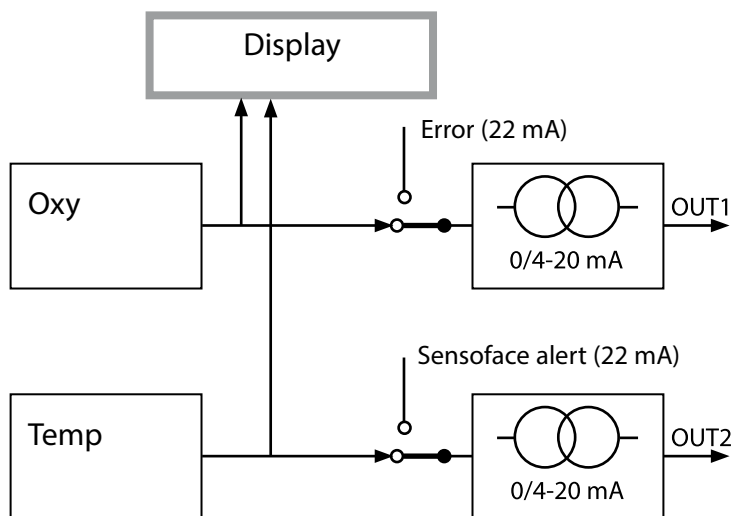 Display
Error (22 mA)
Oxy
OUT1
0/4-20 mA
Sensoface alert (22 mA)
Temp
OUT2
0/4-20 mA